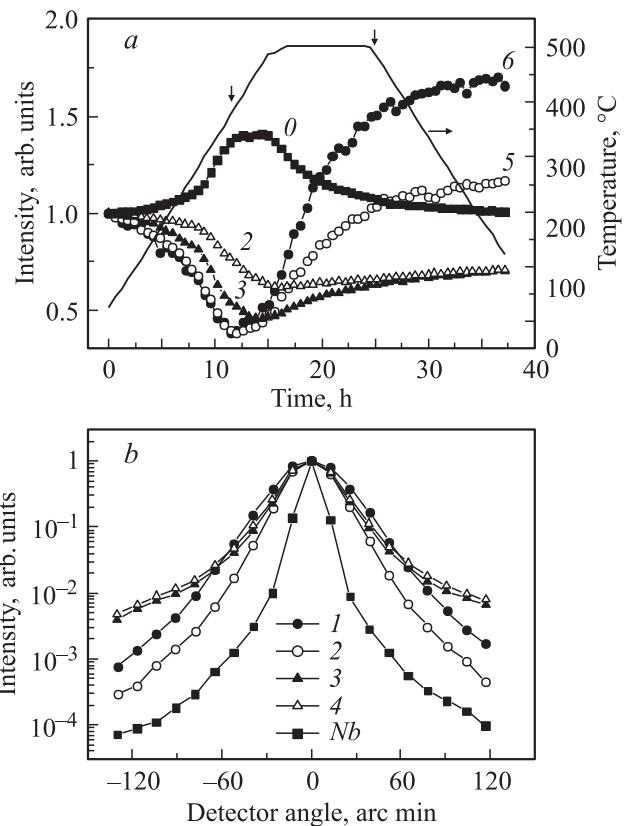 a
2.0
1.5
1.0
0.5
Intensity, arb. units
500
400
300
200
100
0
Temperature, °C
0
2
3
5
6
0 10 20 30 40
Time, h
b
1
10⁻¹
10⁻²
10⁻³
10⁻⁴
Intensity, arb. units
1
2
3
4
Nb
−120 −60 0 60 120
Detector angle, arc min